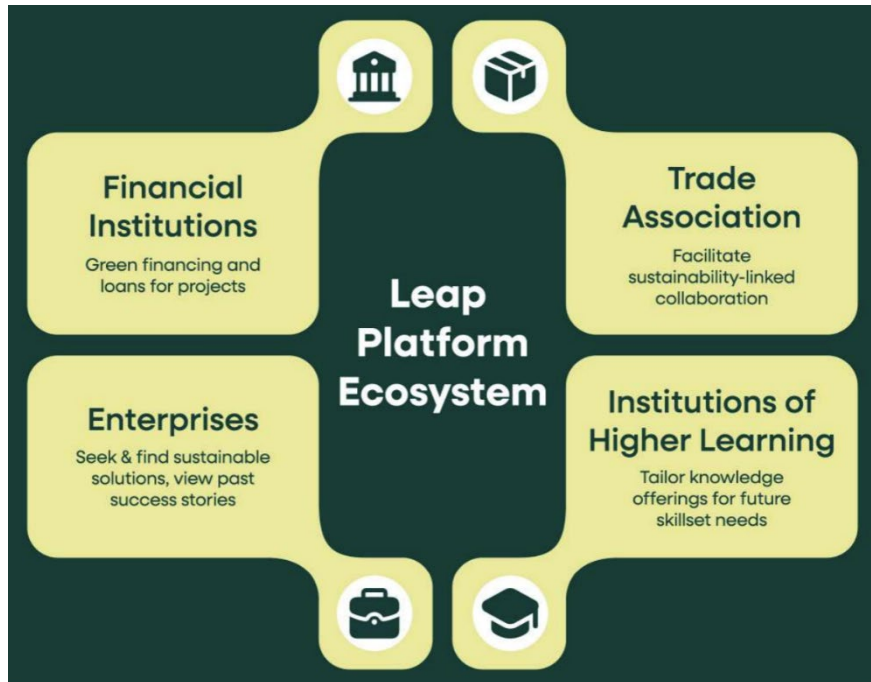 Financial
Institutions
Green financing and
loans for projects
Trade
Association
Facilitate
sustainability-linked
collaboration
Leap
Platform
Ecosystem
Enterprises
Seek & find sustainable
solutions, view past
success stories
Institutions of
Higher Learning
Tailor knowledge
offerings for future
skillset needs